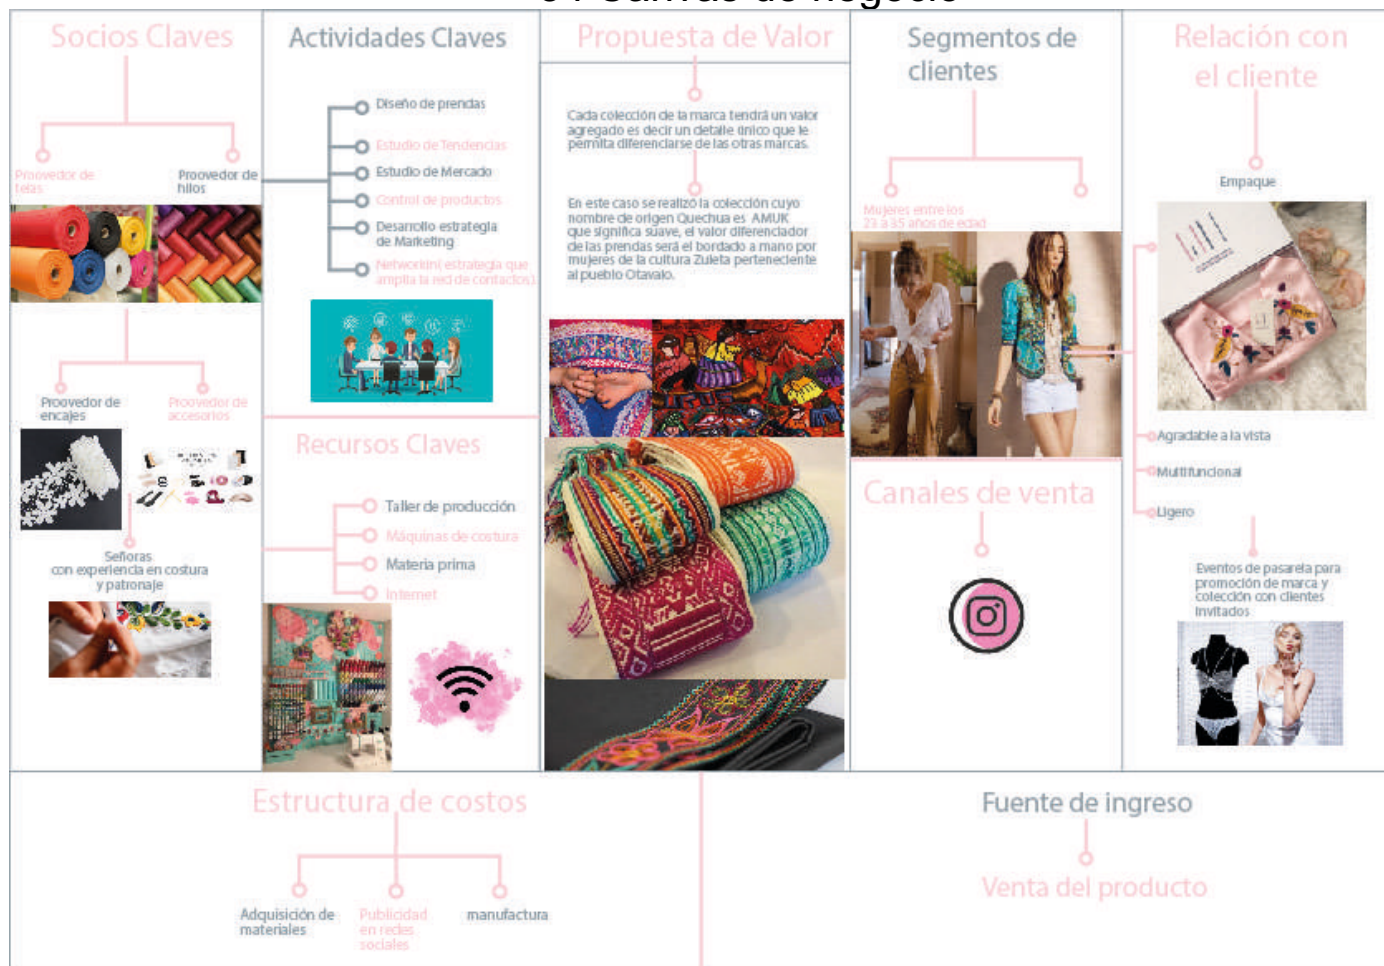 Canvas de negocio
Socios Claves
Proovedor de
telas
Proovedor de
hilos
Proovedor de
encajes
Proovedor de
accesorios
Señoras
con experiencia en costura
y patronaje
Actividades Claves
Diseño de prendas
Estudio de Tendencias
Estudio de Mercado
Control de productos
Desarrollo estrategia
de Marketing
Networkin( estrategia que
amplia la red de contactos)
Recursos Claves
Taller de producción
Máquinas de costura
Materia prima
Internet
Propuesta de Valor
Cada colección de la marca tendrá un valor
agregado es decir un detalle único que le
permita diferenciarse de las otras marcas.
En este caso se realizó la colección cuyo
nombre de origen Quechua es AMUK
que significa suave, el valor diferenciador
de las prendas será el bordado a mano por
mujeres de la cultura Zuleta perteneciente
al pueblo Otavalo.
Segmentos de
clientes
Mujeres entre los
23 a 35 años de edad
Canales de venta
Relación con
el cliente
Empaque
Agradable a la vista
Multifuncional
Ligero
Eventos de pasarela para
promoción de marca y
colección con clientes
invitados
Estructura de costos
Adquisición de
materiales
Publicidad
en redes
sociales
manufactura
Fuente de ingreso
Venta del producto